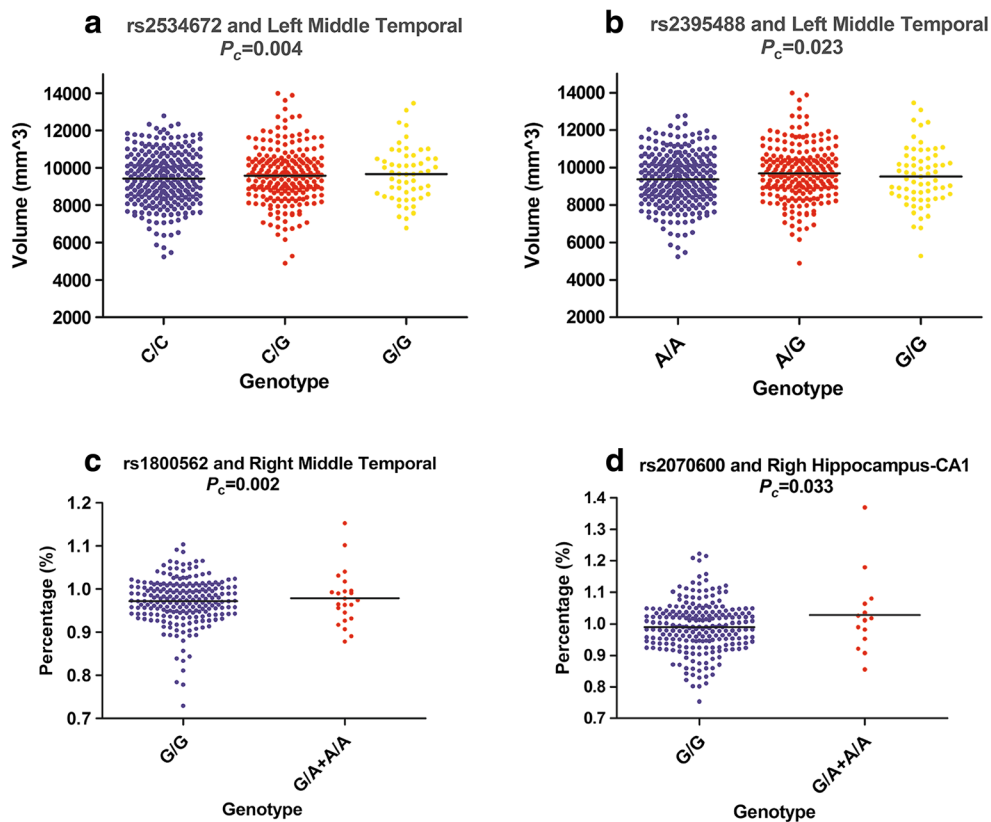 a
rs2534672 and Left Middle Temporal
Pc=0.004
14000
12000
10000
8000
6000
4000
2000
Volume (mm^3)
C/C
C/G
G/G
Genotype
b
rs2395488 and Left Middle Temporal
Pc=0.023
14000
12000
10000
8000
6000
4000
2000
Volume (mm^3)
A/A
A/G
G/G
Genotype
c
rs1800562 and Right Middle Temporal
Pc=0.002
1.2
1.1
1.0
0.9
0.8
0.7
Percentage (%)
G/G
G/A+A/A
Genotype
d
rs2070600 and Righ Hippocampus-CA1
Pc=0.033
1.4
1.3
1.2
1.1
1.0
0.9
0.8
0.7
Percentage (%)
G/G
G/A+A/A
Genotype